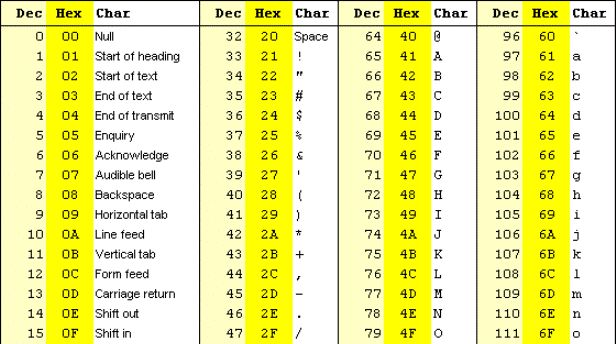 Dec Hex Char Dec Hex Char Dec Hex Char Dec Hex Char
0 00 Null 32 20 Space 64 40 @ 96 60 `
1 01 Start of heading 33 21 ! 65 41 A 97 61 a
2 02 Start of text 34 22 " 66 42 B 98 62 b
3 03 End of text 35 23 # 67 43 C 99 63 c
4 04 End of transmit 36 24 $ 68 44 D 100 64 d
5 05 Enquiry 37 25 % 69 45 E 101 65 e
6 06 Acknowledge 38 26 & 70 46 F 102 66 f
7 07 Audible bell 39 27 ' 71 47 G 103 67 g
8 08 Backspace 40 28 ( 72 48 H 104 68 h
9 09 Horizontal tab 41 29 ) 73 49 I 105 69 i
10 0A Line feed 42 2A * 74 4A J 106 6A j
11 0B Vertical tab 43 2B + 75 4B K 107 6B k
12 0C Form feed 44 2C , 76 4C L 108 6C l
13 0D Carriage return 45 2D - 77 4D M 109 6D m
14 0E Shift out 46 2E . 78 4E N 110 6E n
15 0F Shift in 47 2F / 79 4F O 111 6F o